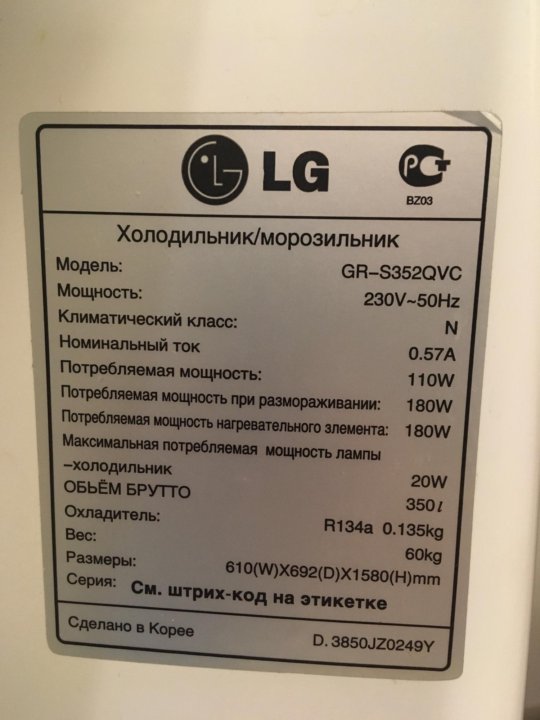 LG
РСТ
BZ03
Холодильник/морозильник
Модель: GR-S352QVC
Мощность: 230V~50Hz
Климатический класс: N
Номинальный ток 0.57A
Потребляемая мощность: 110W
Потребляемая мощность при размораживании: 180W
Потребляемая мощность нагревательного элемента: 180W
Максимальная потребляемая мощность лампы
-холодильник 20W
ОБЬЁМ БРУТТО 350l
Охладитель: R134a 0.135kg
Вес: 60kg
Размеры: 610(W)X692(D)X1580(H)mm
Серия: См. штрих-код на этикетке
Сделано в Корее D. 3850JZ0249Y